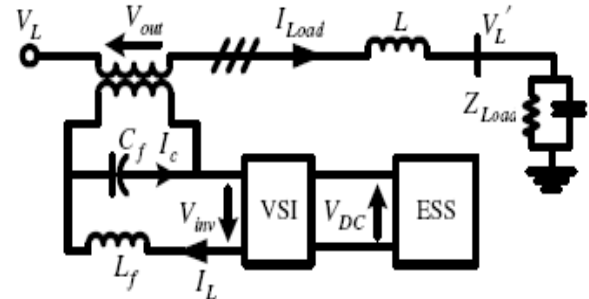 V_L
V_out
I_Load
L
V_L'
Z_Load
C_f
I_c
V_inv
VSI
V_DC
ESS
L_f
I_L